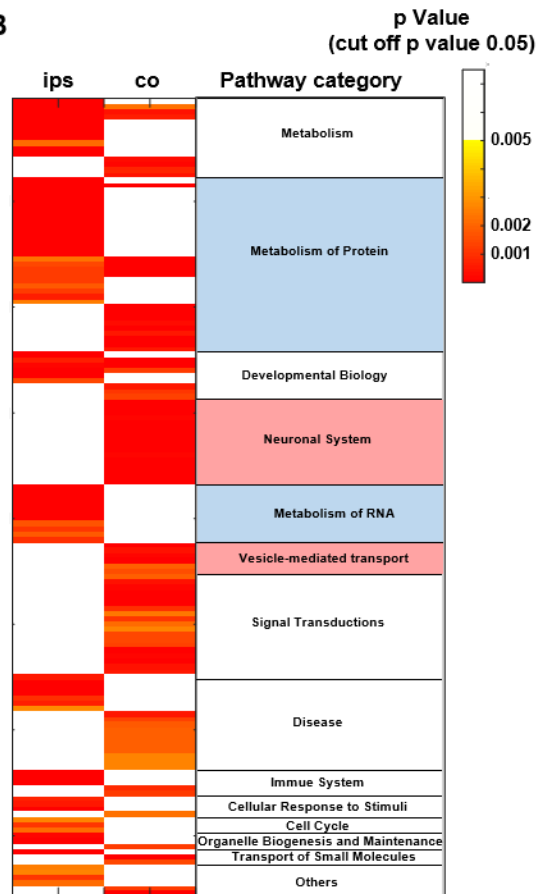 B
p Value
(cut off p value 0.05)
ips co Pathway category
0.005
0.002
0.001
Metabolism
Metabolism of Protein
Developmental Biology
Neuronal System
Metabolism of RNA
Vesicle-mediated transport
Signal Transductions
Disease
Immue System
Cellular Response to Stimuli
Cell Cycle
Organelle Biogenesis and Maintenance
Transport of Small Molecules
Others